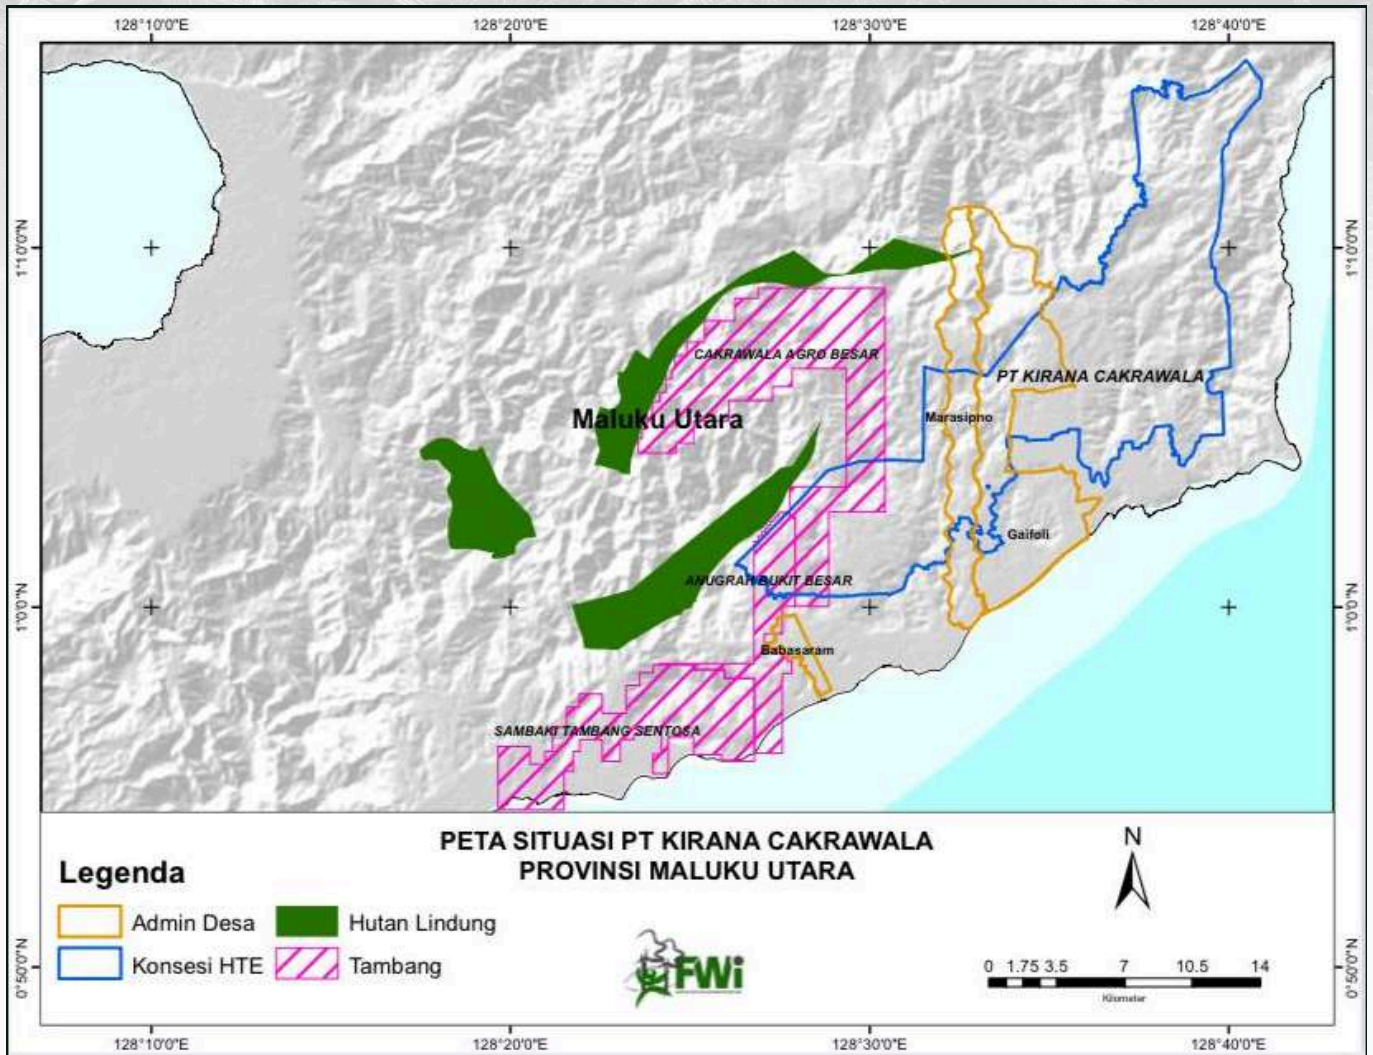 128°10'0"E 128°20'0"E 128°30'0"E 128°40'0"E
1°10'0"N 1°10'0"N
CAKRAWALA AGRO BESAR
PT KIRANA CAKRAWALA
Maluku Utara
Marasipno
Gaifoli
ANUGRAH BUKIT BESAR
1°0'0"N 1°0'0"N
Babasaram
SAMBAKI TAMBANG SENTOSA
PETA SITUASI PT KIRANA CAKRAWALA
PROVINSI MALUKU UTARA
N
Legenda
Admin Desa
Hutan Lindung
Konsesi HTE
Tambang
FWi
0 1.75 3.5 7 10.5 14
Kilometer
0°50'0"N 0°50'0"N
128°10'0"E 128°20'0"E 128°30'0"E 128°40'0"E